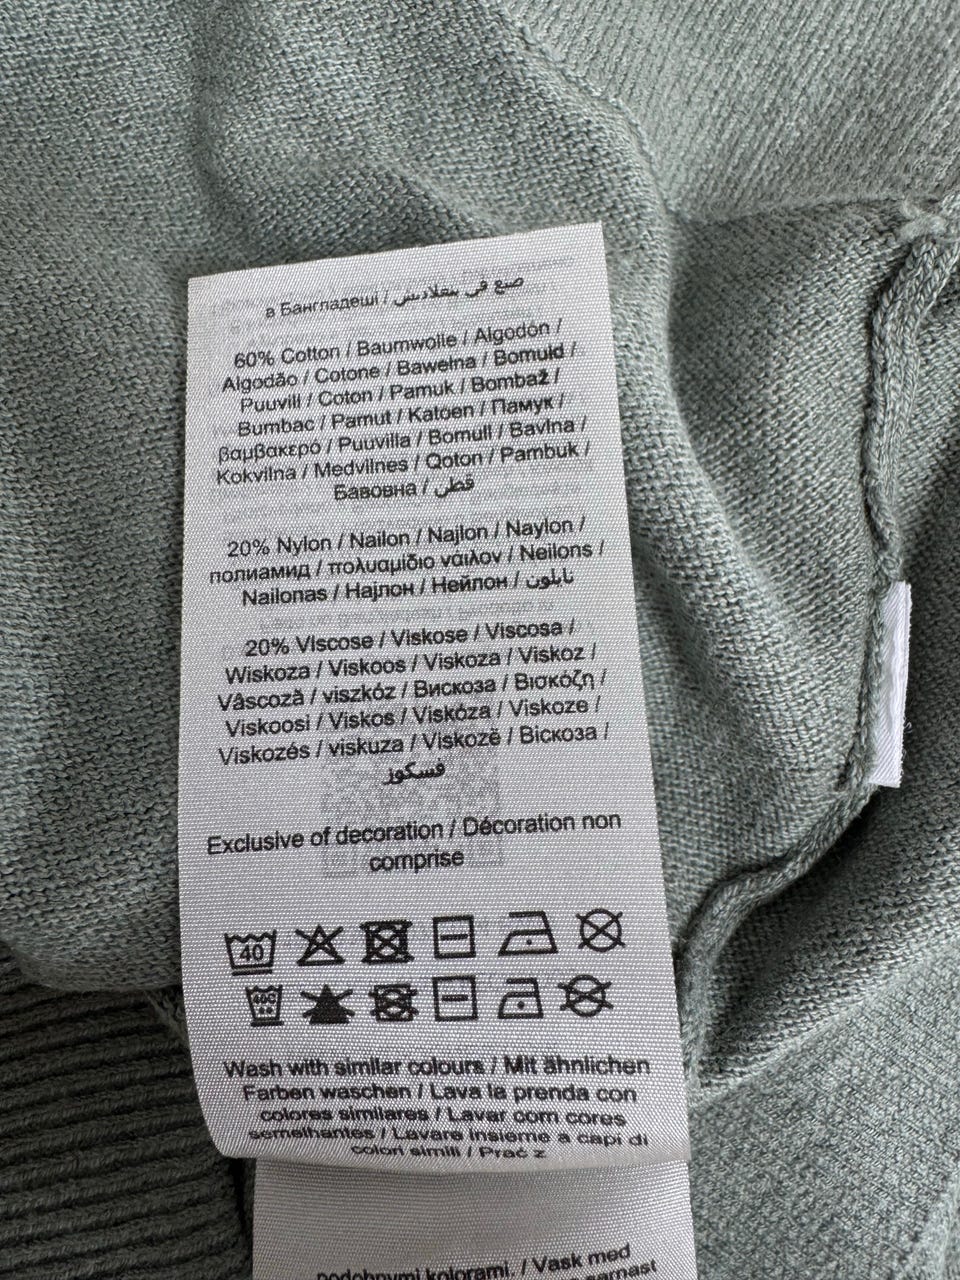 в Бангладеші / صنع في بنغلاديش
60% Cotton / Baumwolle / Algodón /
Algodão / Cotone / Bawełna / Bomuld /
Puuvill / Coton / Pamuk / Bombaž /
Bumbac / Pamut / Katoen / Памук /
βαμβακερό / Puuvilla / Bomull / Bavlna /
Kokvilna / Medvilnes / Qoton / Pambuk /
Бавовна / قطن
20% Nylon / Nailon / Najlon / Naylon /
полиамид / πολυαμίδιο νάιλον / Neilons /
Nailonas / Најлон / Нейлон / نايلون
20% Viscose / Viskose / Viscosa /
Wiskoza / Viskoos / Viskoza / Viskoz /
Vâscoză / viszkóz / Вискоза / Βισκόζη /
Viskoosi / Viskos / Viskóza / Viskoze /
Viskozės / viskuza / Viskozë / Віскоза /
فسكوز
Exclusive of decoration / Décoration non
comprise
40
40C
Wash with similar colours / Mit ähnlichen
Farben waschen / Lava la prenda con
colores similares / Lavar com cores
semelhantes / Lavare insieme a capi di
colori simili / Prać z
podobnymi kolorami. / Vask med
samast